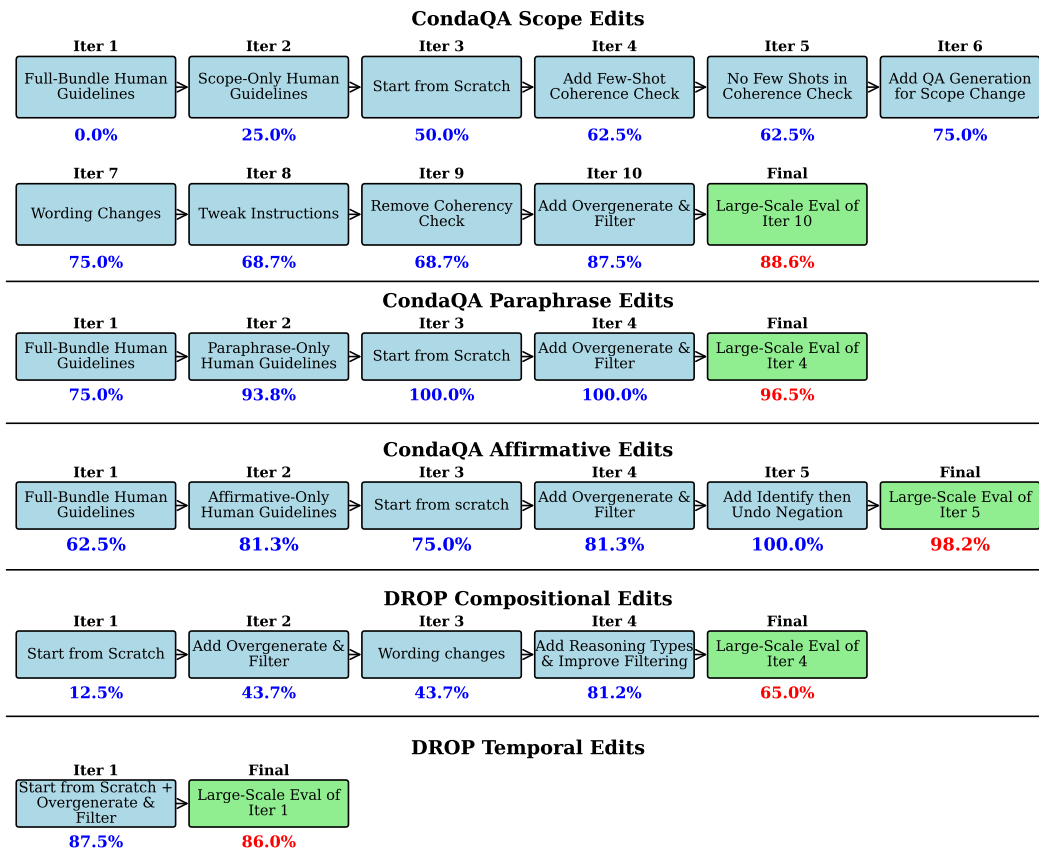 CondaQA Scope Edits
Iter 1
Iter 2
Iter 3
Iter 4
Iter 5
Iter 6
Full-Bundle Human
Guidelines
Scope-Only Human
Guidelines
Start from Scratch
Add Few-Shot
Coherence Check
No Few Shots in
Coherence Check
Add QA Generation
for Scope Change
0.0%
25.0%
50.0%
62.5%
62.5%
75.0%
Iter 7
Iter 8
Iter 9
Iter 10
Final
Wording Changes
Tweak Instructions
Remove Coherency
Check
Add Overgenerate &
Filter
Large-Scale Eval of
Iter 10
75.0%
68.7%
68.7%
87.5%
88.6%
CondaQA Paraphrase Edits
Iter 1
Iter 2
Iter 3
Iter 4
Final
Full-Bundle Human
Guidelines
Paraphrase-Only
Human Guidelines
Start from Scratch
Add Overgenerate &
Filter
Large-Scale Eval of
Iter 4
75.0%
93.8%
100.0%
100.0%
96.5%
CondaQA Affirmative Edits
Iter 1
Iter 2
Iter 3
Iter 4
Iter 5
Final
Full-Bundle Human
Guidelines
Affirmative-Only
Human Guidelines
Start from scratch
Add Overgenerate &
Filter
Add Identify then
Undo Negation
Large-Scale Eval of
Iter 5
62.5%
81.3%
75.0%
81.3%
100.0%
98.2%
DROP Compositional Edits
Iter 1
Iter 2
Iter 3
Iter 4
Final
Start from Scratch
Add Overgenerate &
Filter
Wording changes
Add Reasoning Types
& Improve Filtering
Large-Scale Eval of
Iter 4
12.5%
43.7%
43.7%
81.2%
65.0%
DROP Temporal Edits
Iter 1
Final
Start from Scratch +
Overgenerate &
Filter
Large-Scale Eval of
Iter 1
87.5%
86.0%